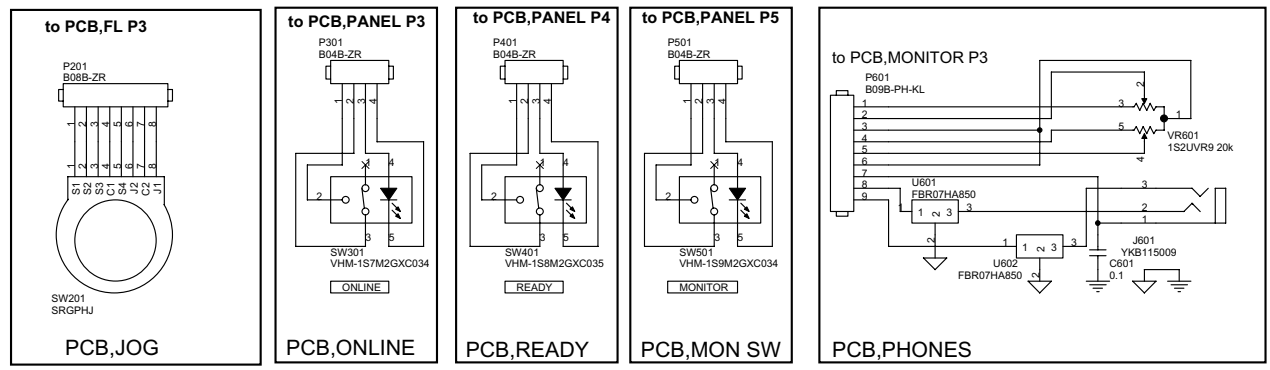 to PCB,FL P3
P201
B08B-ZR
1 2 3 4 5 6 7 8
1 2 3 4 5 6 7 8
S1 S2 S3 C1 S4 J2 C2 J1
SW201
SRGPHJ
PCB,JOG
to PCB,PANEL P3
P301
B04B-ZR
1 2 3 4
1 4
2
3 5
SW301
VHM-1S7M2GXC034
ONLINE
PCB,ONLINE
to PCB,PANEL P4
P401
B04B-ZR
1 2 3 4
1 4
2
3 5
SW401
VHM-1S8M2GXC035
READY
PCB,READY
to PCB,PANEL P5
P501
B04B-ZR
1 2 3 4
1 4
2
3 5
SW501
VHM-1S9M2GXC034
MONITOR
PCB,MON SW
to PCB,MONITOR P3
P601
B09B-PH-KL
1
2
3
4
5
6
7
8
9
2
3
1
5
4
VR601
1S2UVR9 20k
U601
FBR07HA850
1 1 2 3 3
2
1 1 2 3 3
2
U602
FBR07HA850
3
2
1
J601
YKB115009
C601
0.1
PCB,PHONES